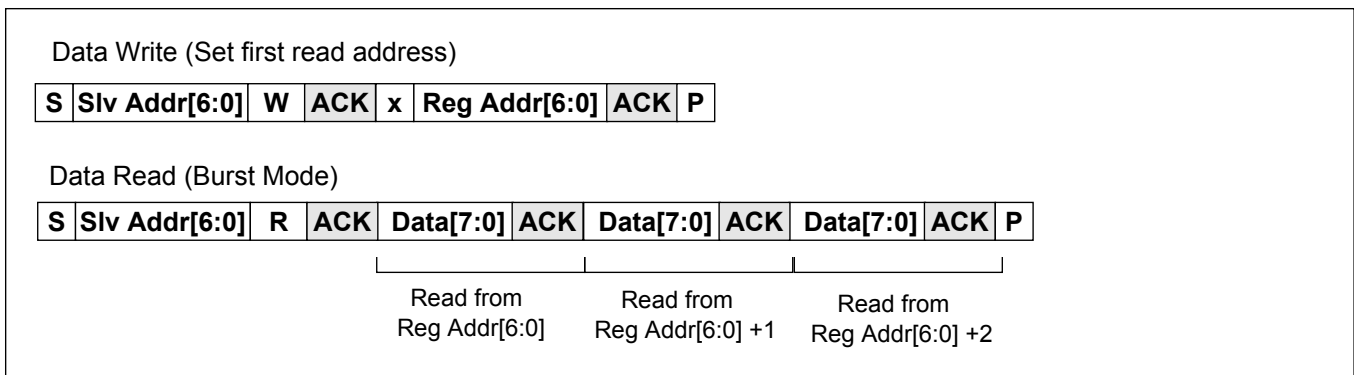 Data Write (Set first read address)
S Slv Addr[6:0] W ACK x Reg Addr[6:0] ACK P
Data Read (Burst Mode)
S Slv Addr[6:0] R ACK Data[7:0] ACK Data[7:0] ACK Data[7:0] ACK P
Read from Read from Read from
Reg Addr[6:0] Reg Addr[6:0] +1 Reg Addr[6:0] +2